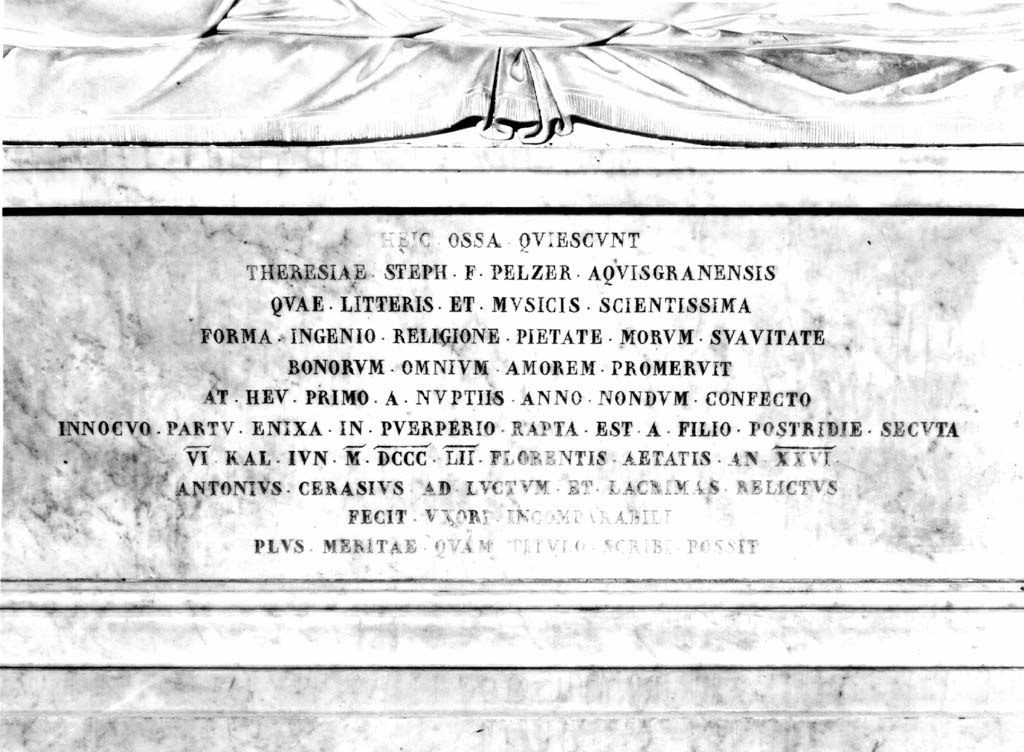 HEIC · OSSA · QVIESCVNT
THERESIAE · STEPH · F · PELZER · AQVISGRANENSIS
QVAE · LITTERIS · ET · MVSICIS · SCIENTISSIMA
FORMA · INGENIO · RELIGIONE · PIETATE · MORVM · SVAVITATE
BONORVM · OMNIVM · AMOREM · PROMERVIT
AT · HEV · PRIMO · A · NVPTIIS · ANNO · NONDVM · CONFECTO
INNOCVO · PARTV · ENIXA · IN · PVERPERIO · RAPTA · EST · A · FILIO · POSTRIDIE · SECVTA
VI · KAL · IVN · M · DCCC · LII · FLORENTIS · AETATIS · AN · XXVI ·
ANTONIVS · CERASIVS · AD · LVCTVM · ET · LACRIMAS · RELICTVS
FECIT · VXORI · INCOMPARABILI
PLVS · MERITAE · QVAM · TITVLO · SCRIBI · POSSIT